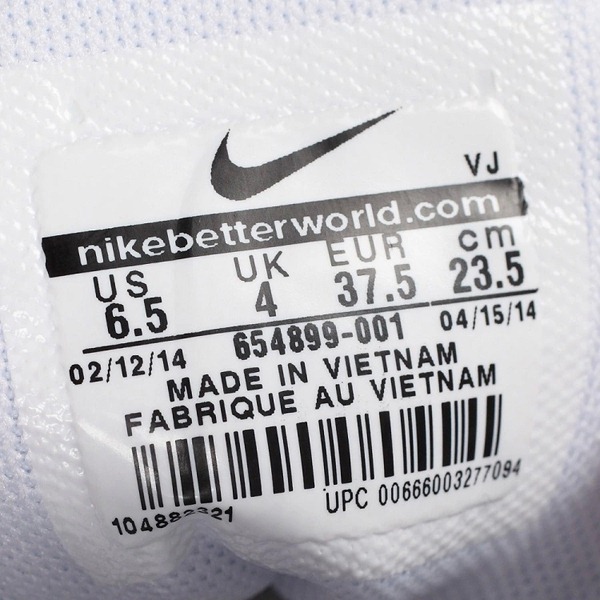 VJ
nikebetterworld.com
US UK EUR cm
6.5 4 37.5 23.5
02/12/14 654899-001 04/15/14
MADE IN VIETNAM
FABRIQUE AU VIETNAM
UPC 00666003277094